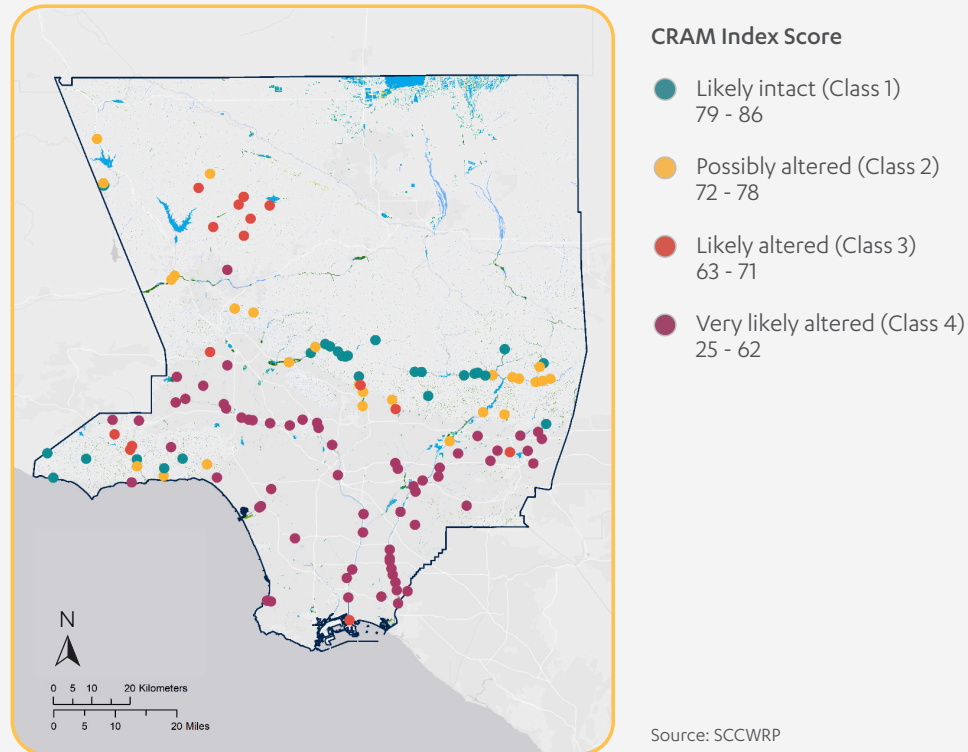 CRAM Index Score
Likely intact (Class 1)
79 - 86
Possibly altered (Class 2)
72 - 78
Likely altered (Class 3)
63 - 71
Very likely altered (Class 4)
25 - 62
N
0 5 10 20 Kilometers
0 5 10 20 Miles
Source: SCCWRP